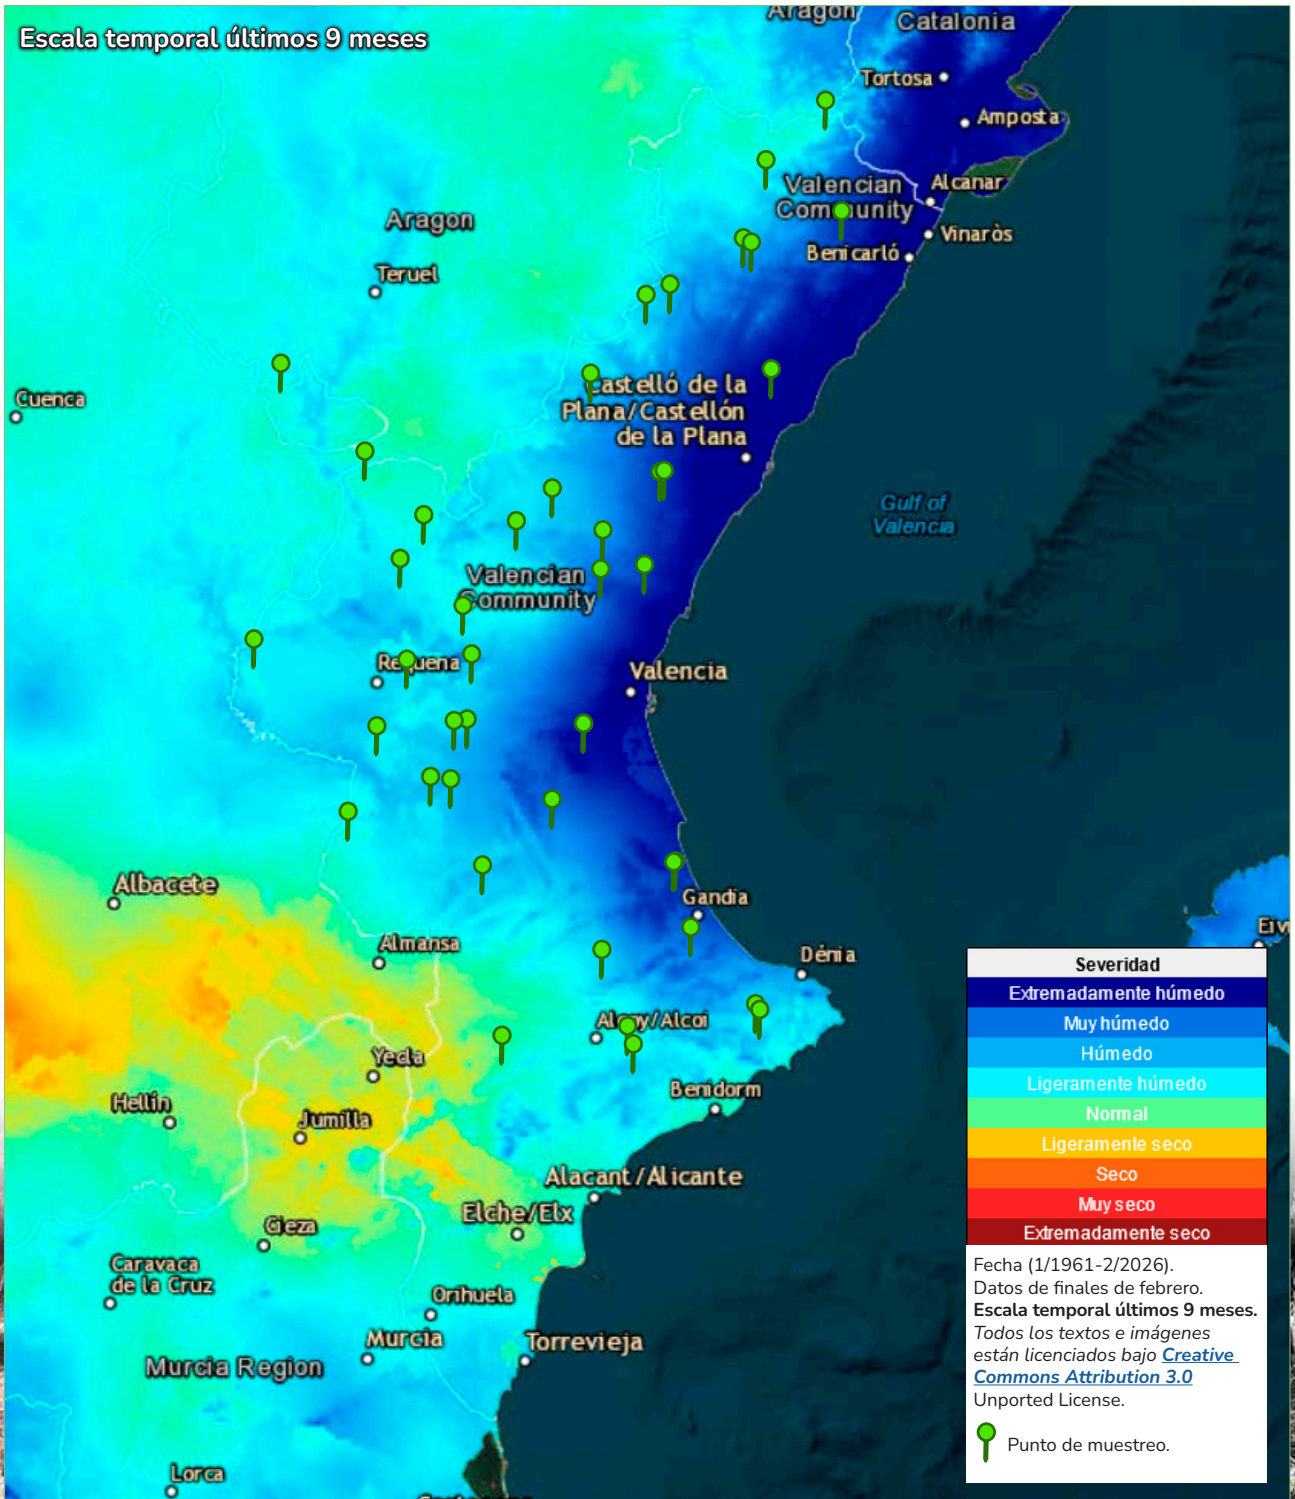 Escala temporal últimos 9 meses
Aragon
Catalonia
Tortosa
Amposta
Valencian
Community
Alcanar
Vinaròs
Benicarló
Aragon
Teruel
Cuenca
Castelló de la
Plana/Castellón
de la Plana
Gulf of
Valencia
Valencian
Community
Requena
Valencia
Albacete
Gandia
Almansa
Dénia
Alcoy/Alcoi
Yecla
Benidorm
Hellín
Jumilla
Alacant/Alicante
Elche/Elx
Cieza
Caravaca
de la Cruz
Orihuela
Murcia
Torrevieja
Murcia Region
Lorca
Severidad
Extremadamente húmedo
Muy húmedo
Húmedo
Ligeramente húmedo
Normal
Ligeramente seco
Seco
Muy seco
Extremadamente seco
Fecha (1/1961-2/2026).
Datos de finales de febrero.
Escala temporal últimos 9 meses.
Todos los textos e imágenes
están licenciados bajo Creative
Commons Attribution 3.0
Unported License.
Punto de muestreo.